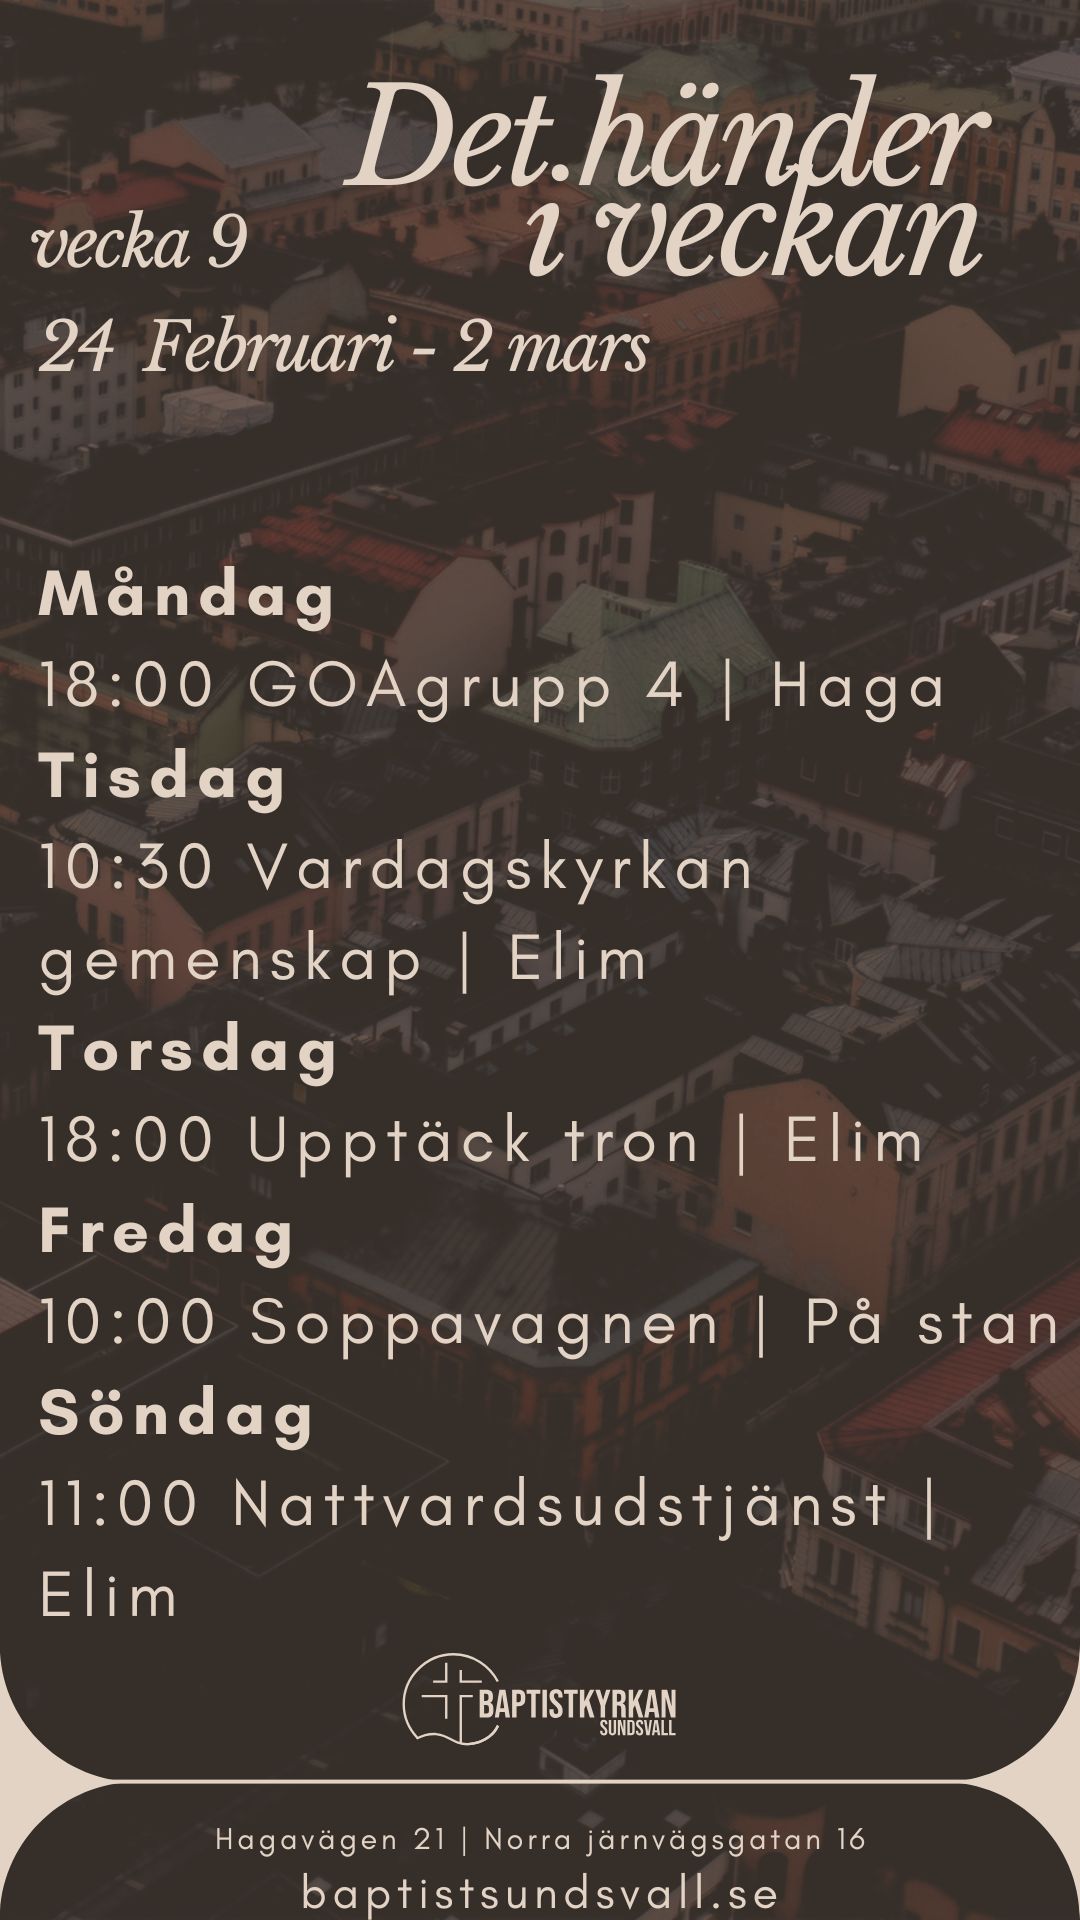 Det.händer
i veckan
vecka 9
24 Februari - 2 mars
Måndag
18:00 GOAgrupp 4 | Haga
Tisdag
10:30 Vardagskyrkan
gemenskap | Elim
Torsdag
18:00 Upptäck tron | Elim
Fredag
10:00 Soppavagnen | På stan
Söndag
11:00 Nattvardsudstjänst |
Elim
BAPTISTKYRKAN
SUNDSVALL
Hagavägen 21 | Norra järnvägsgatan 16
baptistsundsvall.se